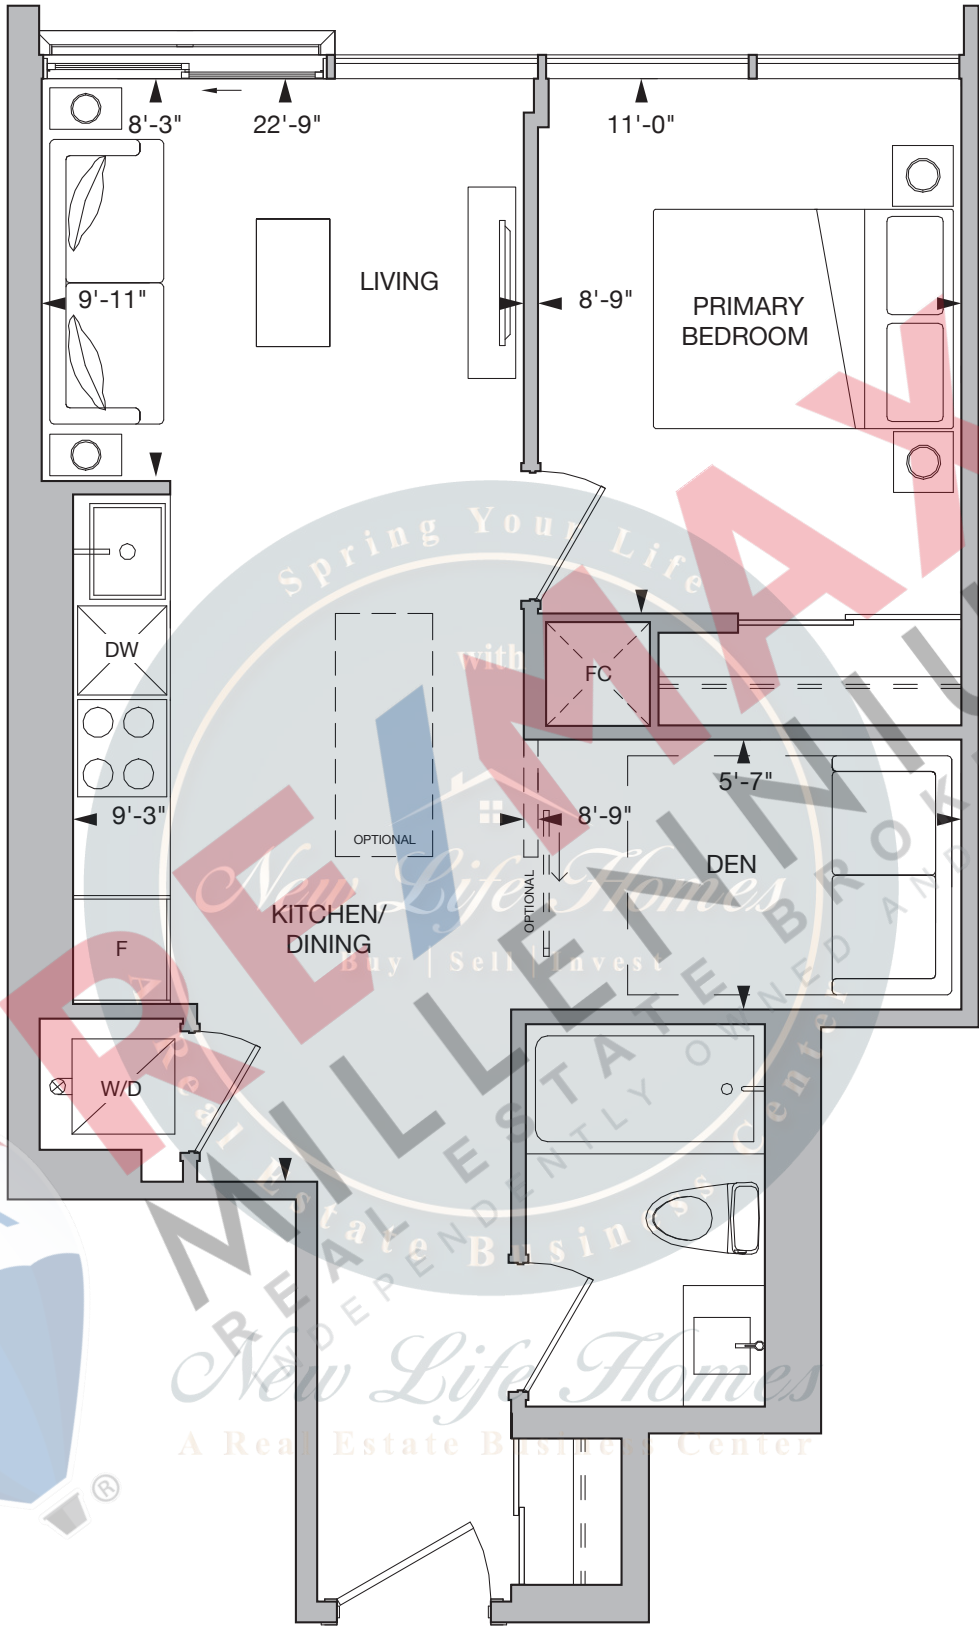 8'-3"
22'-9"
11'-0"
LIVING
9'-11"
8'-9"
PRIMARY
BEDROOM
Spring Your Life
with
DW
FC
5'-7"
9'-3"
8'-9"
OPTIONAL
OPTIONAL
DEN
New Life Homes
KITCHEN/
DINING
F
Buy | Sell | Invest
W/D
A Real Estate Business Center
RE/MAX
MILLENNIU
REAL ESTATE BROK
INDEPENDENTLY OWNED AND
New Life Homes
A Real Estate Business Center
®